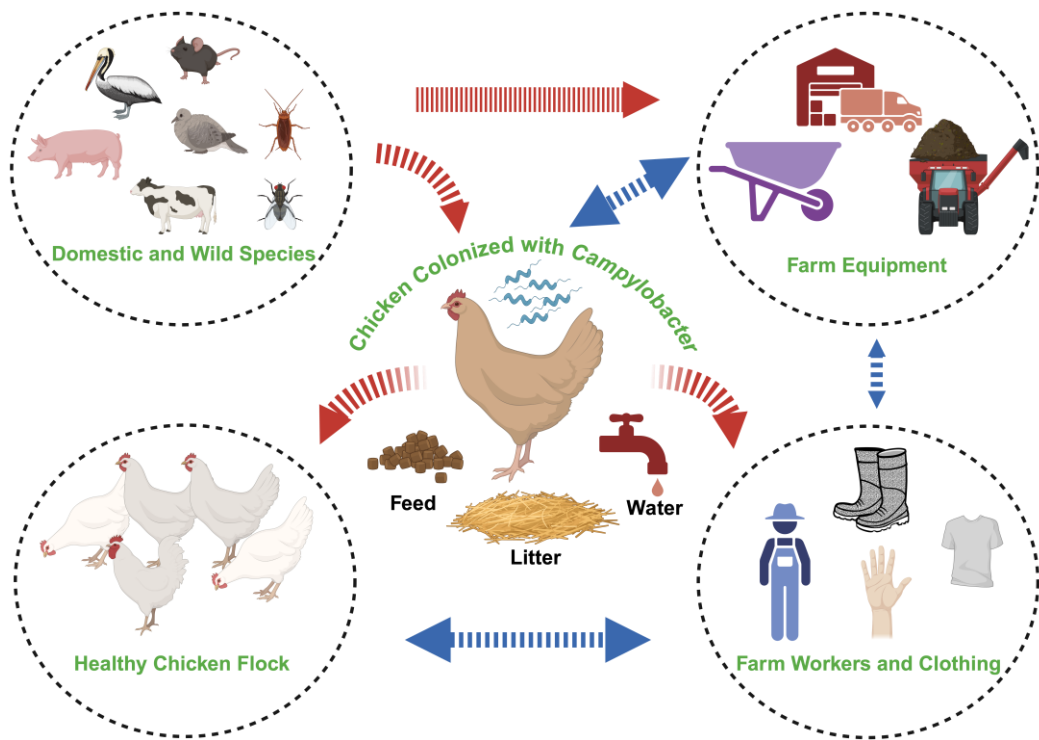 Domestic and Wild Species
Farm Equipment
Chicken Colonized with Campylobacter
Feed
Water
Litter
Healthy Chicken Flock
Farm Workers and Clothing